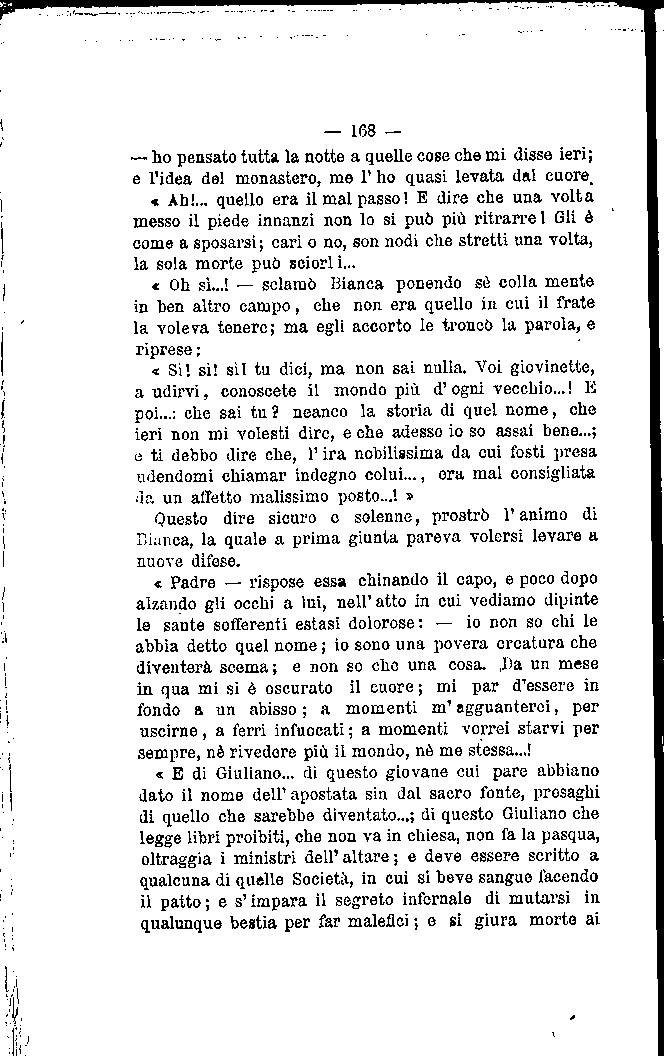 — 168 —
— ho pensato tutta la notte a quelle cose che mi disse ieri;
e l'idea del monastero, me l' ho quasi levata dal cuore.
« Ah!... quello era il mal passo! E dire che una volta
messo il piede innanzi non lo si può più ritrarre! Gli è
come a sposarsi; cari o no, son nodi che stretti una volta,
la sola morte può sciorli...
« Oh sì...! — sclamò Bianca ponendo sè colla mente
in ben altro campo, che non era quello in cui il frate
la voleva tenere; ma egli accorto le troncò la parola, e
riprese:
« Sì! sì! sì! tu dici, ma non sai nulla. Voi giovinette,
a udirvi, conoscete il mondo più d' ogni vecchio...! E
poi...: che sai tu? neanco la storia di quel nome, che
ieri non mi volesti dire, e che adesso io so assai bene...;
e ti debbo dire che, l' ira nobilissima da cui fosti presa
udendomi chiamar indegno colui..., era mal consigliata
da un affetto malissimo posto...! »
Questo dire sicuro e solenne, prostrò l' animo di
Bianca, la quale a prima giunta pareva volersi levare a
nuove difese.
« Padre — rispose essa chinando il capo, e poco dopo
alzando gli occhi a lui, nell' atto in cui vediamo dipinte
le sante sofferenti estasi dolorose: — io non so chi le
abbia detto quel nome; io sono una povera creatura che
diventerà scema; e non so che una cosa. Da un mese
in qua mi si è oscurato il cuore; mi par d'essere in
fondo a un abisso; a momenti m' agguanterei, per
uscirne, a ferri infuocati; a momenti vorrei starvi per
sempre, nè rivedere più il mondo, nè me stessa...!
« E di Giuliano... di questo giovane cui pare abbiano
dato il nome dell' apostata sin dal sacro fonte, presaghi
di quello che sarebbe diventato...; di questo Giuliano che
legge libri proibiti, che non va in chiesa, non fa la pasqua,
oltraggia i ministri dell' altare; e deve essere scritto a
qualcuna di quelle Società, in cui si beve sangue facendo
il patto; e s' impara il segreto infernale di mutarsi in
qualunque bestia per far malefici; e si giura morte ai